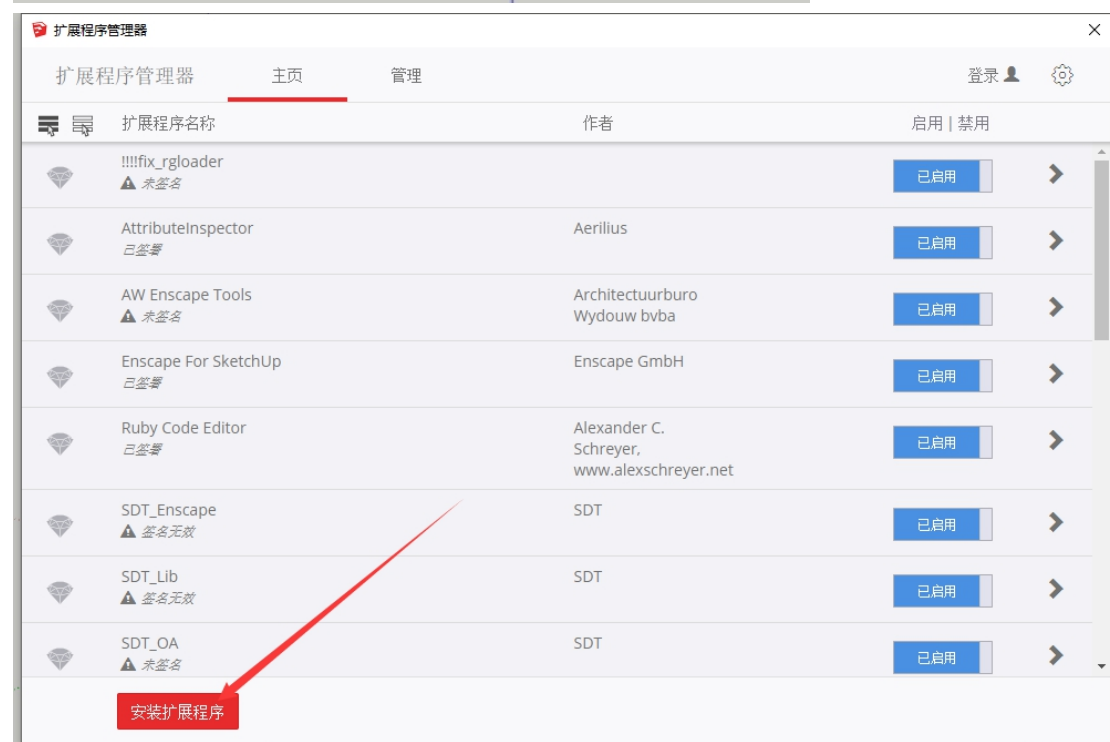 扩展程序管理器
扩展程序管理器 主页 管理 登录
扩展程序名称 作者 启用 | 禁用
!!!!fix_rgloader
未签名
已启用
AttributeInspector Aerilius
已签署
已启用
AW Enscape Tools Architectuurburo
未签名 Wydouw bvba
已启用
Enscape For SketchUp Enscape GmbH
已签署
已启用
Ruby Code Editor Alexander C.
已签署 Schreyer,
www.alexschreyer.net
已启用
SDT_Enscape SDT
签名无效
已启用
SDT_Lib SDT
签名无效
已启用
SDT_OA SDT
未签名
已启用
安装扩展程序